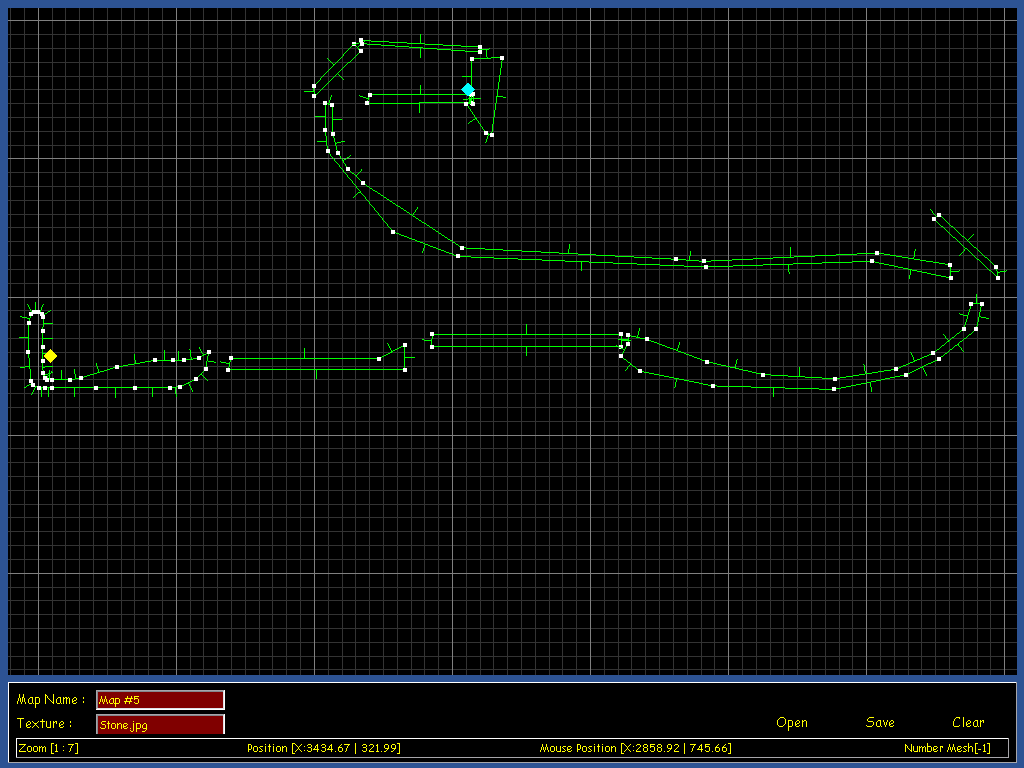 Map Name : Map #5
Texture : Stone.jpg
Open Save Clear
Zoom [1 : 7] Position [X:3434.67 | 321.99] Mouse Position [X:2858.92 | 745.66] Number Mesh[-1]